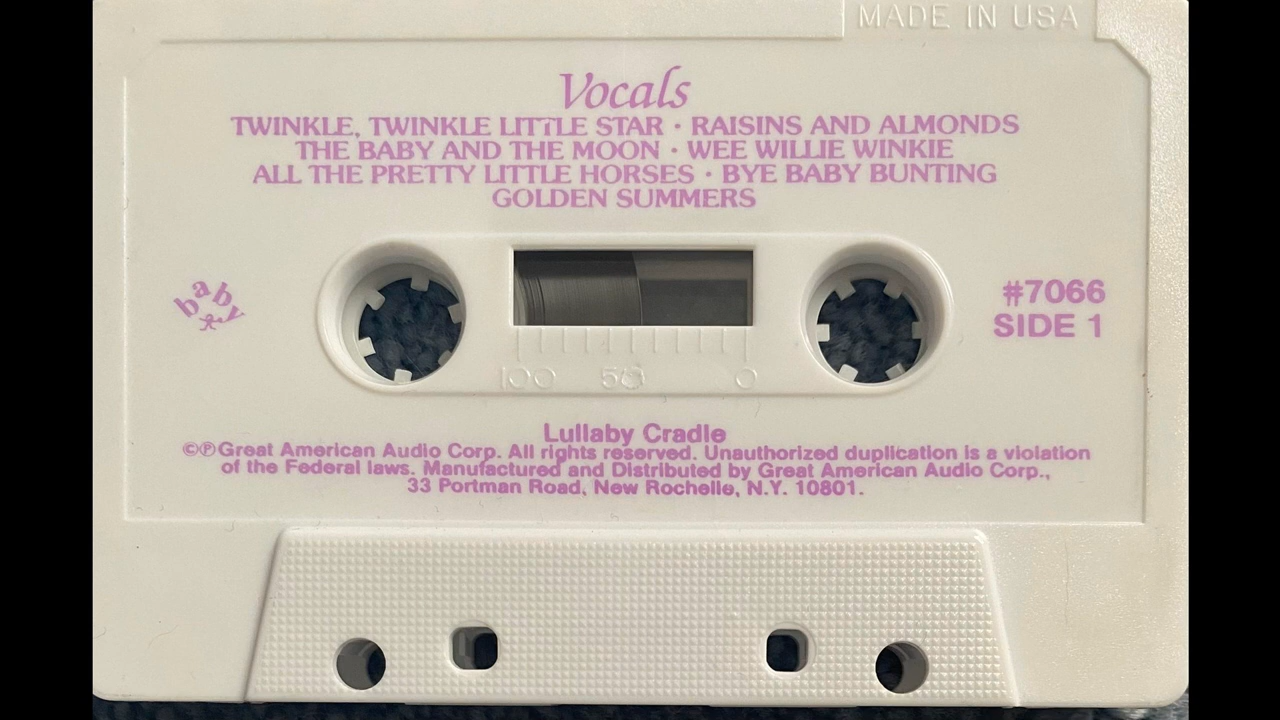 MADE IN USA
Vocals
TWINKLE, TWINKLE LITTLE STAR · RAISINS AND ALMONDS
THE BABY AND THE MOON · WEE WILLIE WINKIE
ALL THE PRETTY LITTLE HORSES · BYE BABY BUNTING
GOLDEN SUMMERS
baby
#7066
SIDE 1
100 50 0
Lullaby Cradle
©℗Great American Audio Corp. All rights reserved. Unauthorized duplication is a violation
of the Federal laws. Manufactured and Distributed by Great American Audio Corp.,
33 Portman Road, New Rochelle, N.Y. 10801.